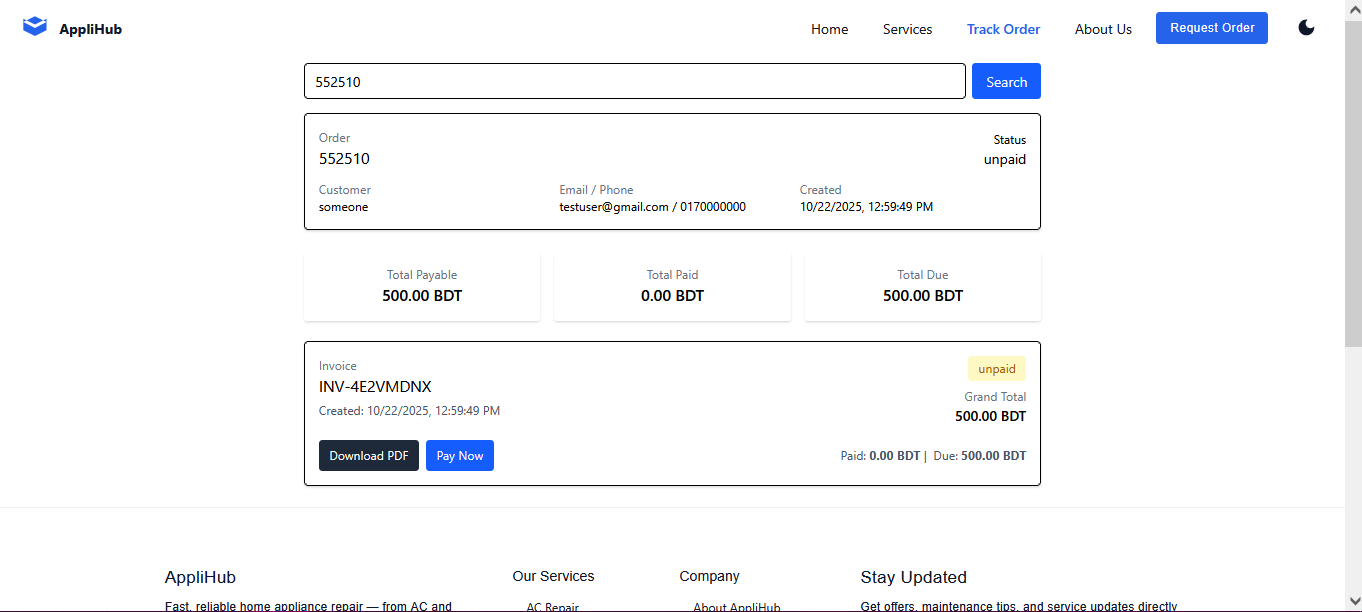 AppliHub
Home Services Track Order About Us Request Order
552510 Search
Order Status
552510 unpaid
Customer Email / Phone Created
someone testuser@gmail.com / 0170000000 10/22/2025, 12:59:49 PM
Total Payable Total Paid Total Due
500.00 BDT 0.00 BDT 500.00 BDT
Invoice unpaid
INV-4E2VMDNX Grand Total
Created: 10/22/2025, 12:59:49 PM 500.00 BDT
Download PDF Pay Now Paid: 0.00 BDT | Due: 500.00 BDT
AppliHub Our Services Company Stay Updated
Fast, reliable home appliance repair — from AC and AC Repair About AppliHub Get offers, maintenance tips, and service updates directly